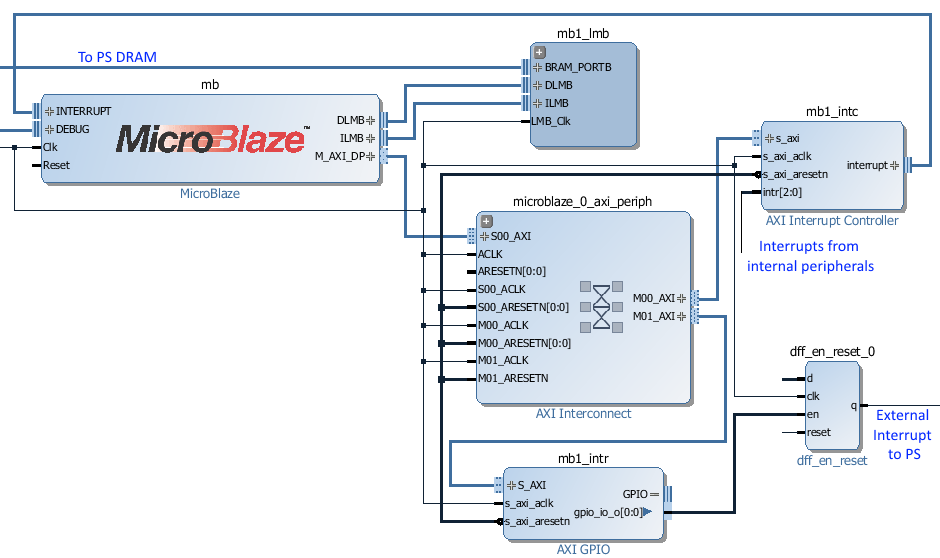 To PS DRAM
mb1_lmb
BRAM_PORTB
DLMB
ILMB
LMB_Clk
mb
INTERRUPT
DEBUG
Clk
Reset
MicroBlaze™
DLMB
ILMB
M_AXI_DP
MicroBlaze
mb1_intc
s_axi
s_axi_aclk
s_axi_aresetn
intr[2:0]
interrupt
AXI Interrupt Controller
Interrupts from
internal peripherals
microblaze_0_axi_periph
S00_AXI
ACLK
ARESETN[0:0]
S00_ACLK
S00_ARESETN[0:0]
M00_ACLK
M00_ARESETN[0:0]
M01_ACLK
M01_ARESETN
M00_AXI
M01_AXI
AXI Interconnect
dff_en_reset_0
d
clk
en
reset
q
dff_en_reset
External
Interrupt
to PS
mb1_intr
S_AXI
s_axi_aclk
s_axi_aresetn
GPIO
gpio_io_o[0:0]
AXI GPIO